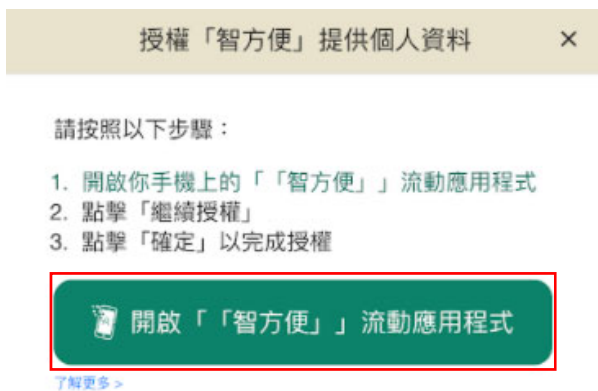 授權「智方便」提供個人資料 ×
請按照以下步驟：
1. 開啟你手機上的「「智方便」」流動應用程式
2. 點擊「繼續授權」
3. 點擊「確定」以完成授權
開啟「「智方便」」流動應用程式
了解更多 >